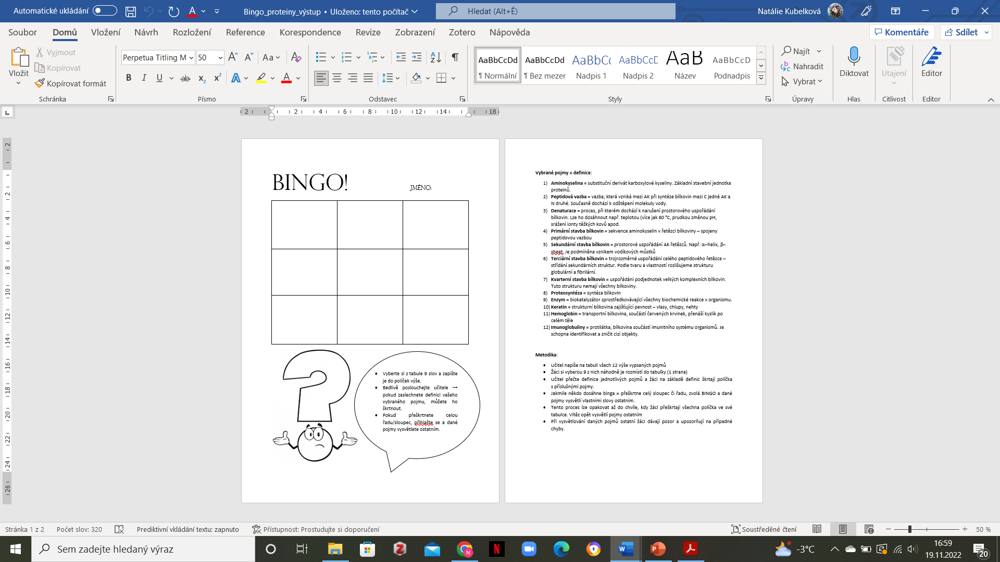 Automatické ukládání Bingo_proteiny_výstup • Uloženo: tento počítač Hledat (Alt+Ě) Natálie Kubelková
Soubor Domů Vložení Návrh Rozložení Reference Korespondence Revize Zobrazení Zotero Nápověda Komentáře Sdílet
Vložit
Vyjmout
Kopírovat
Kopírovat formát
Schránka
Perpetua Titling M 50
Písmo
Odstavec
AaBbCcDd AaBbCcDd AaBbCc AaBbCcE AaB AaBbCcD
¶ Normální ¶ Bez mezer Nadpis 1 Nadpis 2 Název Podnadpis
Styly
Najít
Nahradit
Vybrat
Úpravy
Diktovat
Hlas
Utajení
Citlivost
Editor
Editor
2 2 4 6 8 10 12 14 18
2 2 4 6 8 10 12 14 16 18 20 22 24 26
BINGO! JMÉNO:
Vyberte si z tabule 9 slov a zapište
je do políček výše.
Bedlivě poslouchejte učitele →
pokud zaslechnete definici vašeho
vybraného pojmu, můžete ho
škrtnout.
Pokud přeškrtnete celou
řadu/sloupec, přihlašte se a dané
pojmy vysvětlete ostatním.
Vybrané pojmy + definice:
1) Aminokyselina = substituční derivát karboxylové kyseliny. Základní stavební jednotka
proteinů.
2) Peptidová vazba = vazba, která vzniká mezi AK při syntéze bílkovin mezi C jedné AK a
N druhé. Současně dochází k odštěpení molekuly vody.
3) Denaturace = proces, při kterém dochází k narušení prostorového uspořádání
bílkovin. Lze ho dosáhnout např. teplotou (více jak 60 °C, prudkou změnou pH,
srážení ionty těžkých kovů apod.
4) Primární stavba bílkovin = sekvence aminokyselin v řetězci bílkoviny – spojeny
peptidovou vazbou
5) Sekundární stavba bílkovin = prostorové uspořádání AK řetězců. Např. α–helix, β–
sheet. Je podmíněna vznikem vodíkových můstků
6) Terciární stavba bílkovin = trojrozměrné uspořádání celého peptidového řetězce –
střídání sekundárních struktur. Podle tvaru a vlastností rozlišujeme strukturu
globulární a fibrilární.
7) Kvarterní stavba bílkovin = uspořádání podjednotek velkých komplexních bílkovin.
Tuto strukturu nemají všechny bílkoviny.
8) Proteosyntéza = syntéza bílkovin
9) Enzym = biokatalyzátor zprostředkovávající všechny biochemické reakce v organismu.
10) Keratin = strukturní bílkovina zajišťující pevnost – vlasy, chlupy, nehty
11) Hemoglobin = transportní bílkovina, součástí červených krvinek, přenáší kyslík po
celém těle
12) Imunoglobuliny = protilátka, bílkovina součástí imunitního systému organismů. Je
schopna identifikovat a zničit cizí objekty.
Metodika:
Učitel napíše na tabuli všech 12 výše vypsaných pojmů
Žáci si vyberou 9 z nich náhodně je rozmístí do tabulky (1 strana)
Učitel přečte definice jednotlivých pojmů a žáci na základě definic škrtají políčka
s příslušnými pojmy.
Jakmile někdo dosáhne binga = přeškrtne celý sloupec či řadu, zvolá BINGO a dané
pojmy vysvětlí vlastními slovy ostatním.
Tento proces lze opakovat až do chvíle, kdy žáci přeškrtají všechna políčka ve své
tabulce. Vítěz opět vysvětlí pojmy ostatním
Při vysvětlování daných pojmů ostatní žáci dávají pozor a upozorňují na případné
chyby.
Stránka 1 z 2 Počet slov: 320 Prediktivní vkládání textu: zapnuto Přístupnost: Prostudujte si doporučení Soustředěné čtení 50 %
Sem zadejte hledaný výraz -3°C 16:59
19.11.2022 20